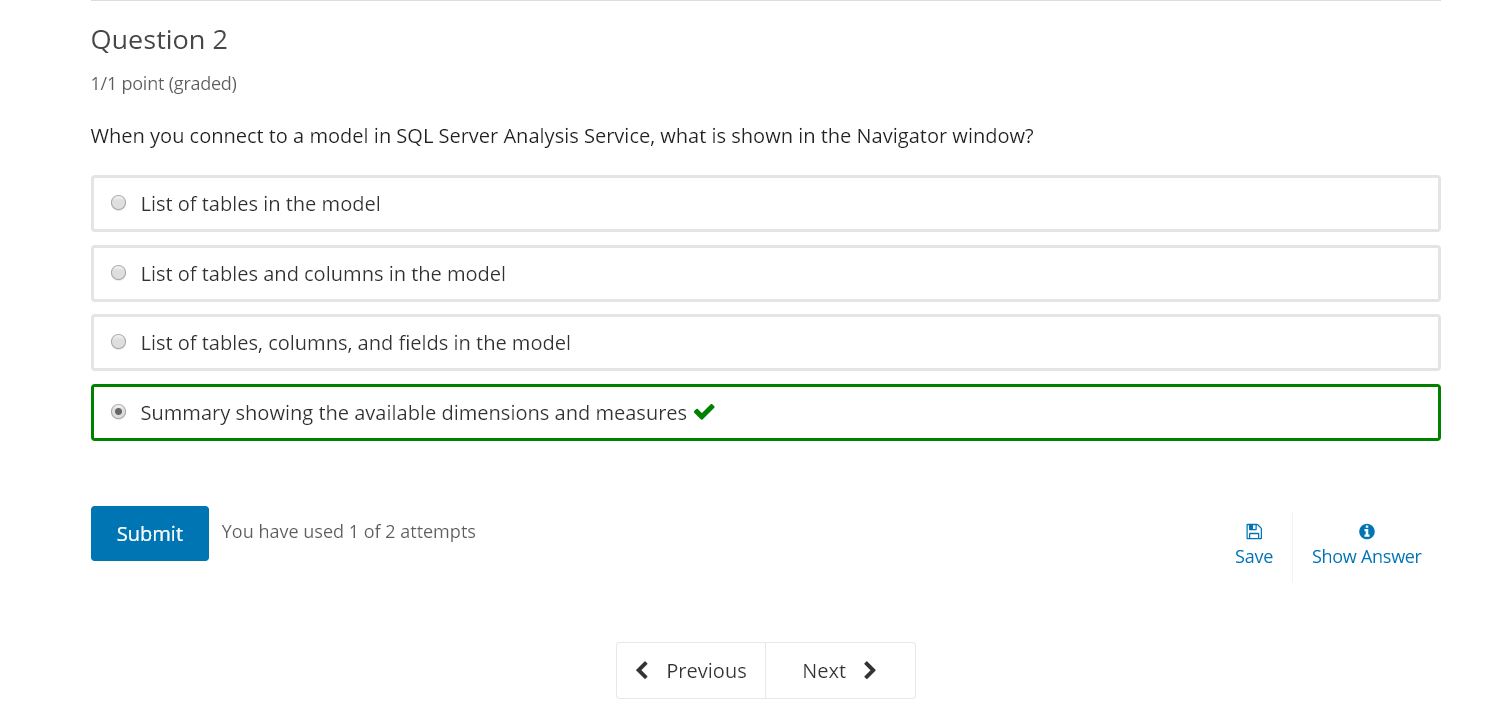 Question 2
1/1 point (graded)
When you connect to a model in SQL Server Analysis Service, what is shown in the Navigator window?
List of tables in the model
List of tables and columns in the model
List of tables, columns, and fields in the model
Summary showing the available dimensions and measures
Submit
You have used 1 of 2 attempts
Save
Show Answer
Previous
Next